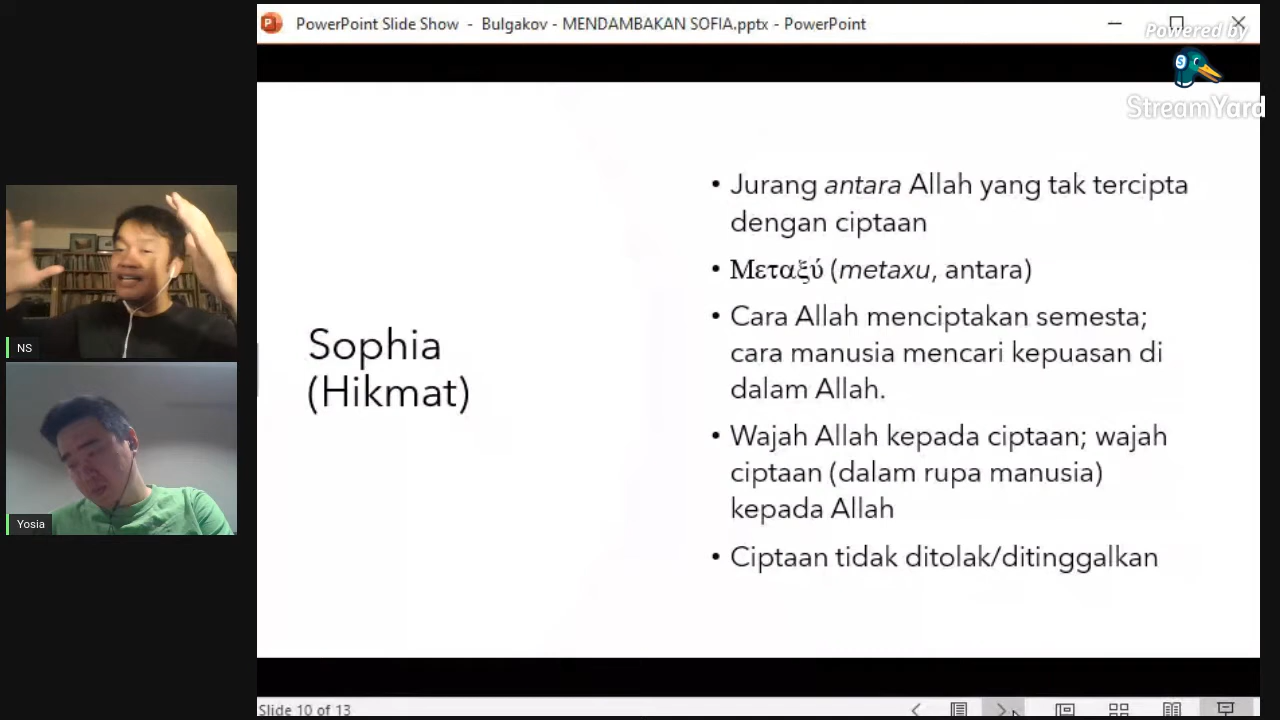 PowerPoint Slide Show - Bulgakov - MENDAMBAKAN SOFIA.pptx - PowerPoint
Powered by
StreamYard
NS
Yosia
Sophia
(Hikmat)
• Jurang antara Allah yang tak tercipta
dengan ciptaan
• Μεταξύ (metaxu, antara)
• Cara Allah menciptakan semesta;
cara manusia mencari kepuasan di
dalam Allah.
• Wajah Allah kepada ciptaan; wajah
ciptaan (dalam rupa manusia)
kepada Allah
• Ciptaan tidak ditolak/ditinggalkan
Slide 10 of 13